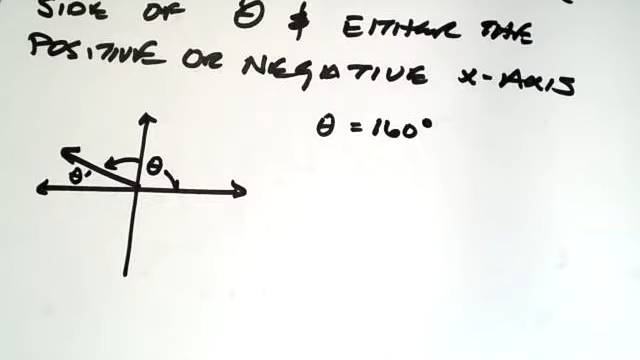 SIDE OF θ & EITHER THE
POSITIVE OR NEGATIVE X-AXIS
θ = 160°
θ
θ'